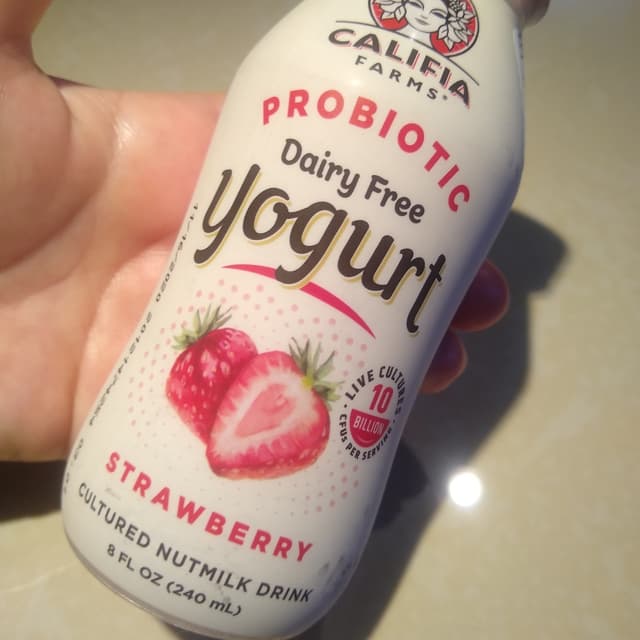 CALIFIA
FARMS®
PROBIOTIC
Dairy Free
yogurt
LIVE CULTURES
10
BILLION
CFUS PER SERVING
STRAWBERRY
CULTURED NUTMILK DRINK
8 FL OZ (240 mL)